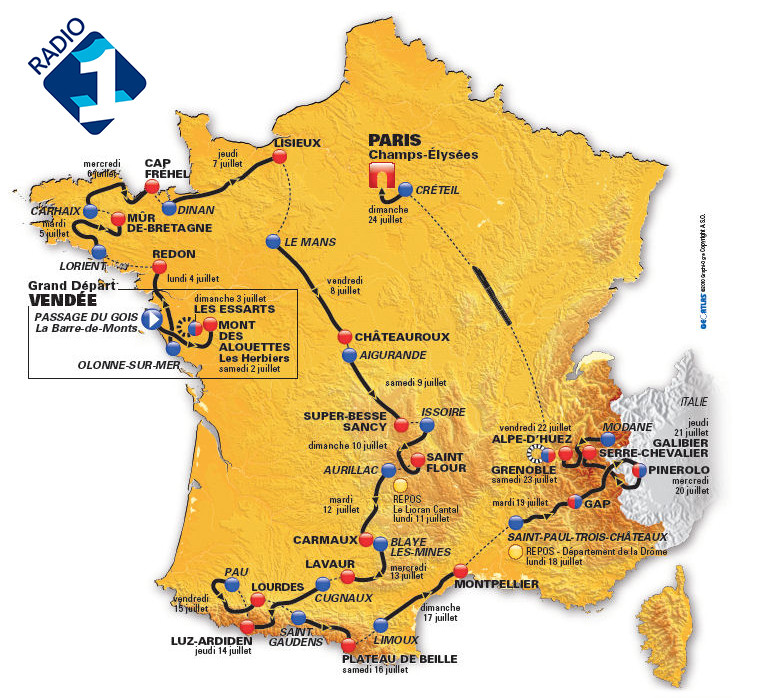 RADIO
1
LISIEUX
jeudi
7 juillet
PARIS
Champs-Élysées
CRÉTEIL
dimanche
24 juillet
mercredi
6 juillet
CAP
FRÉHEL
DINAN
CARHAIX
mardi
5 juillet
MÛR
DE-BRETAGNE
LORIENT
REDON
lundi 4 juillet
LE MANS
vendredi
8 juillet
Grand Départ
VENDÉE
PASSAGE DU GOIS
La Barre-de-Monts
dimanche 3 juillet
LES ESSARTS
MONT
DES
ALOUETTES
Les Herbiers
samedi 2 juillet
OLONNE-SUR-MER
CHÂTEAUROUX
AIGURANDE
samedi 9 juillet
SUPER-BESSE
SANCY
ISSOIRE
dimanche 10 juillet
SAINT
FLOUR
AURILLAC
REPOS
Le Lioran Cantal
lundi 11 juillet
mardi
12 juillet
CARMAUX
BLAYE
LES-MINES
mercredi
13 juillet
LAVAUR
CUGNAUX
PAU
LOURDES
vendredi
15 juillet
LUZ-ARDIDEN
jeudi 14 juillet
SAINT
GAUDENS
PLATEAU DE BEILLE
samedi 16 juillet
LIMOUX
dimanche
17 juillet
MONTPELLIER
ITALIE
vendredi 22 juillet
MODANE
jeudi
21 juillet
ALPE-D'HUEZ
GALIBIER
SERRE-CHEVALIER
GRENOBLE
samedi 23 juillet
PINEROLO
mercredi
20 juillet
mardi 19 juillet
GAP
SAINT-PAUL-TROIS-CHÂTEAUX
REPOS - Département de la Drôme
lundi 18 juillet
GEOATLAS
Copyright A.S.O.